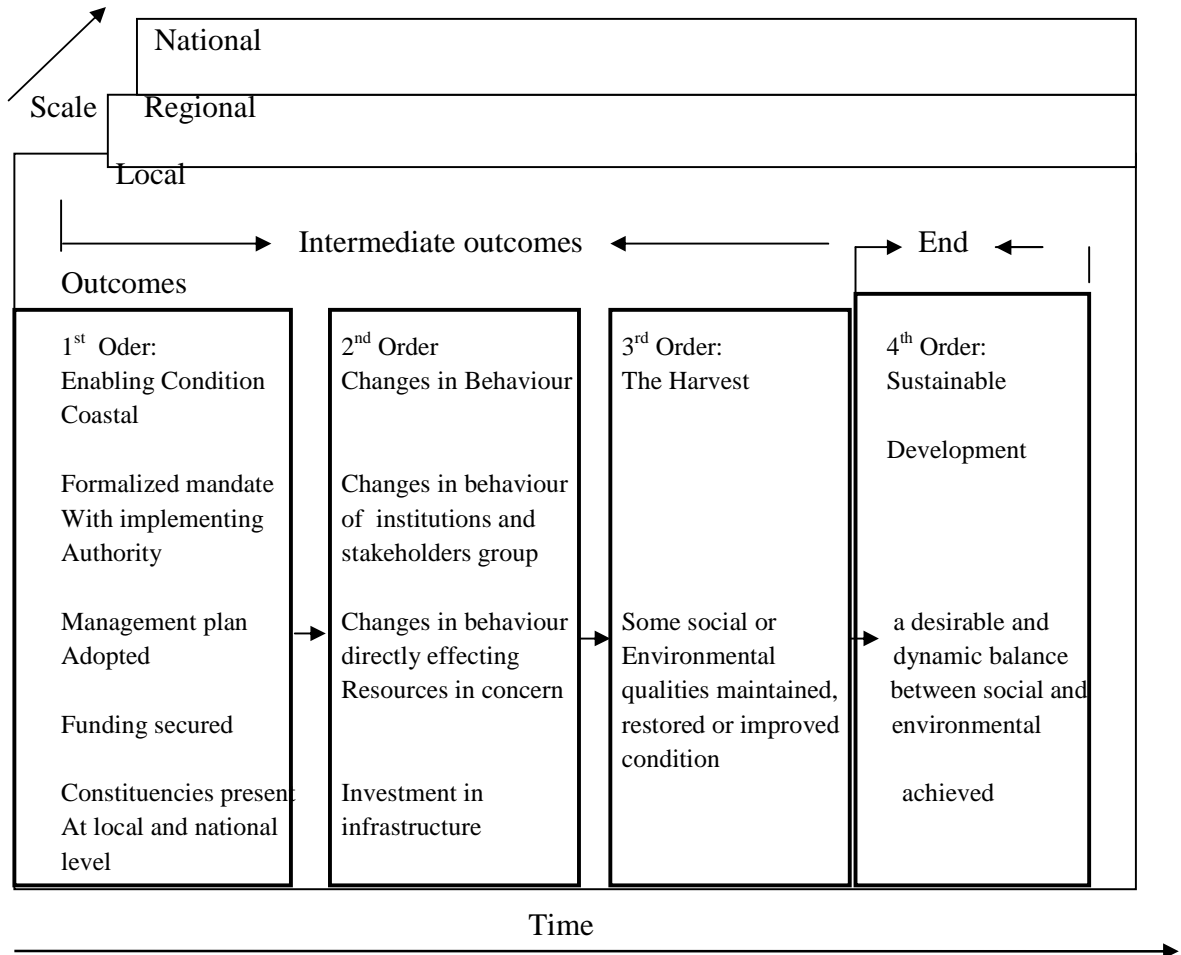 National
Scale Regional
Local
Intermediate outcomes End
Outcomes
1st Oder:
Enabling Condition
Coastal
Formalized mandate
With implementing
Authority
Management plan
Adopted
Funding secured
Constituencies present
At local and national
level
2nd Order
Changes in Behaviour
Changes in behaviour
of institutions and
stakeholders group
Changes in behaviour
directly effecting
Resources in concern
Investment in
infrastructure
3rd Order:
The Harvest
Some social or
Environmental
qualities maintained,
restored or improved
condition
4th Order:
Sustainable
Development
a desirable and
dynamic balance
between social and
environmental
achieved
Time